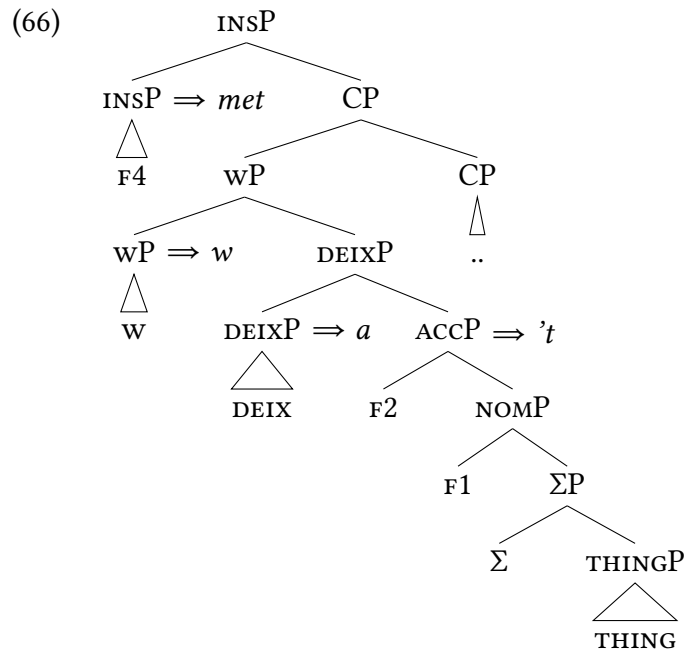 (66) INSP
INSP ⇒ met CP
F4 WP CP
WP ⇒ w DEIXP ..
W DEIXP ⇒ a ACCP ⇒ 't
DEIX F2 NOMP
F1 ΣP
Σ THINGP
THING